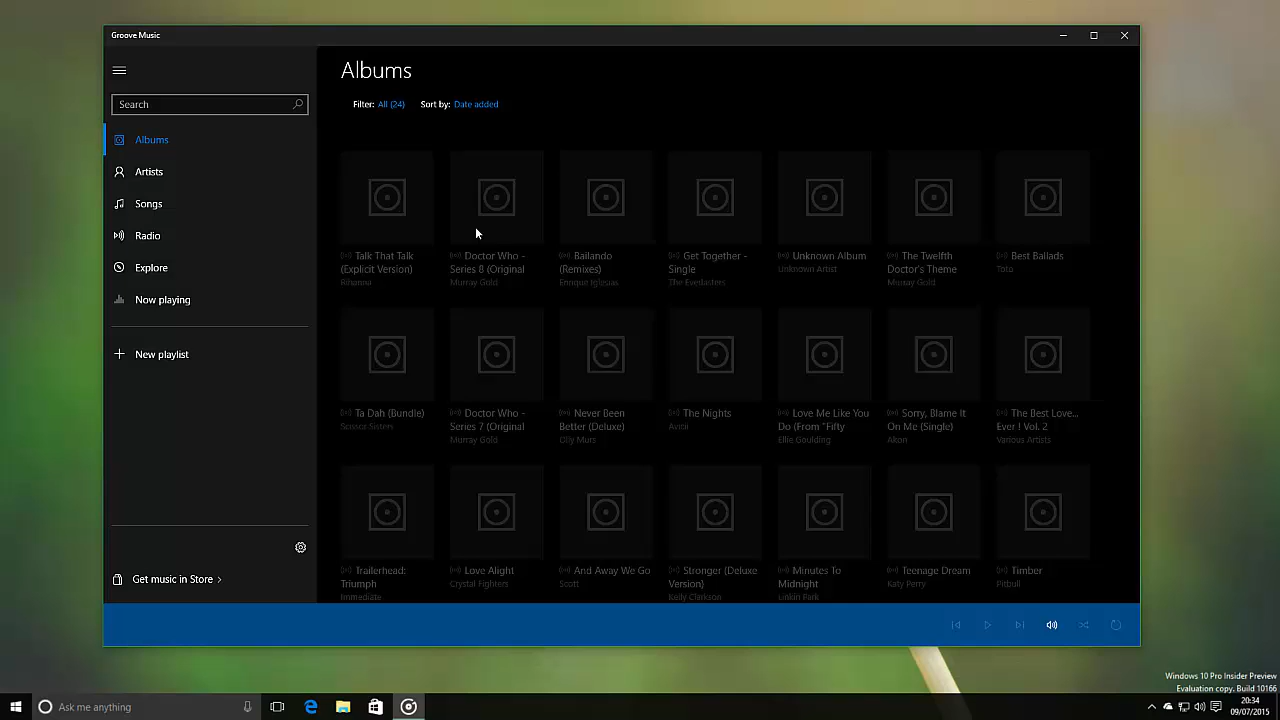 Groove Music
Albums
Search
Filter: All (24) Sort by: Date added
Albums
Artists
Songs
Radio
Explore
Now playing
New playlist
Get music in Store
Talk That Talk
(Explicit Version)
Rihanna
Doctor Who -
Series 8 (Original
Murray Gold
Bailando
(Remixes)
Enrique Iglesias
Get Together -
Single
The Everlasters
Unknown Album
Unknown Artist
The Twelfth
Doctor's Theme
Murray Gold
Best Ballads
Toto
Ta Dah (Bundle)
Scissor Sisters
Doctor Who -
Series 7 (Original
Murray Gold
Never Been
Better (Deluxe)
Olly Murs
The Nights
Avicii
Love Me Like You
Do (From "Fifty
Ellie Goulding
Sorry, Blame It
On Me (Single)
Akon
The Best Love...
Ever ! Vol. 2
Various Artists
Trailerhead:
Triumph
Immediate
Love Alight
Crystal Fighters
And Away We Go
Scott
Stronger (Deluxe
Version)
Kelly Clarkson
Minutes To
Midnight
Linkin Park
Teenage Dream
Katy Perry
Timber
Pitbull
Windows 10 Pro Insider Preview
Evaluation copy. Build 10166
Ask me anything
20:34
09/07/2015